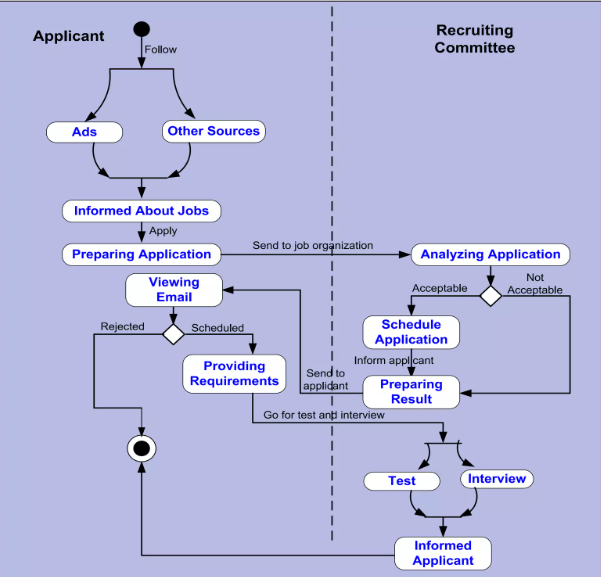 Applicant
Recruiting
Committee
Follow
Ads
Other Sources
Informed About Jobs
Apply
Preparing Application
Send to job organization
Analyzing Application
Viewing
Email
Acceptable
Not
Acceptable
Rejected
Scheduled
Schedule
Application
Inform applicant
Providing
Requirements
Send to
applicant
Preparing
Result
Go for test and interview
Test
Interview
Informed
Applicant